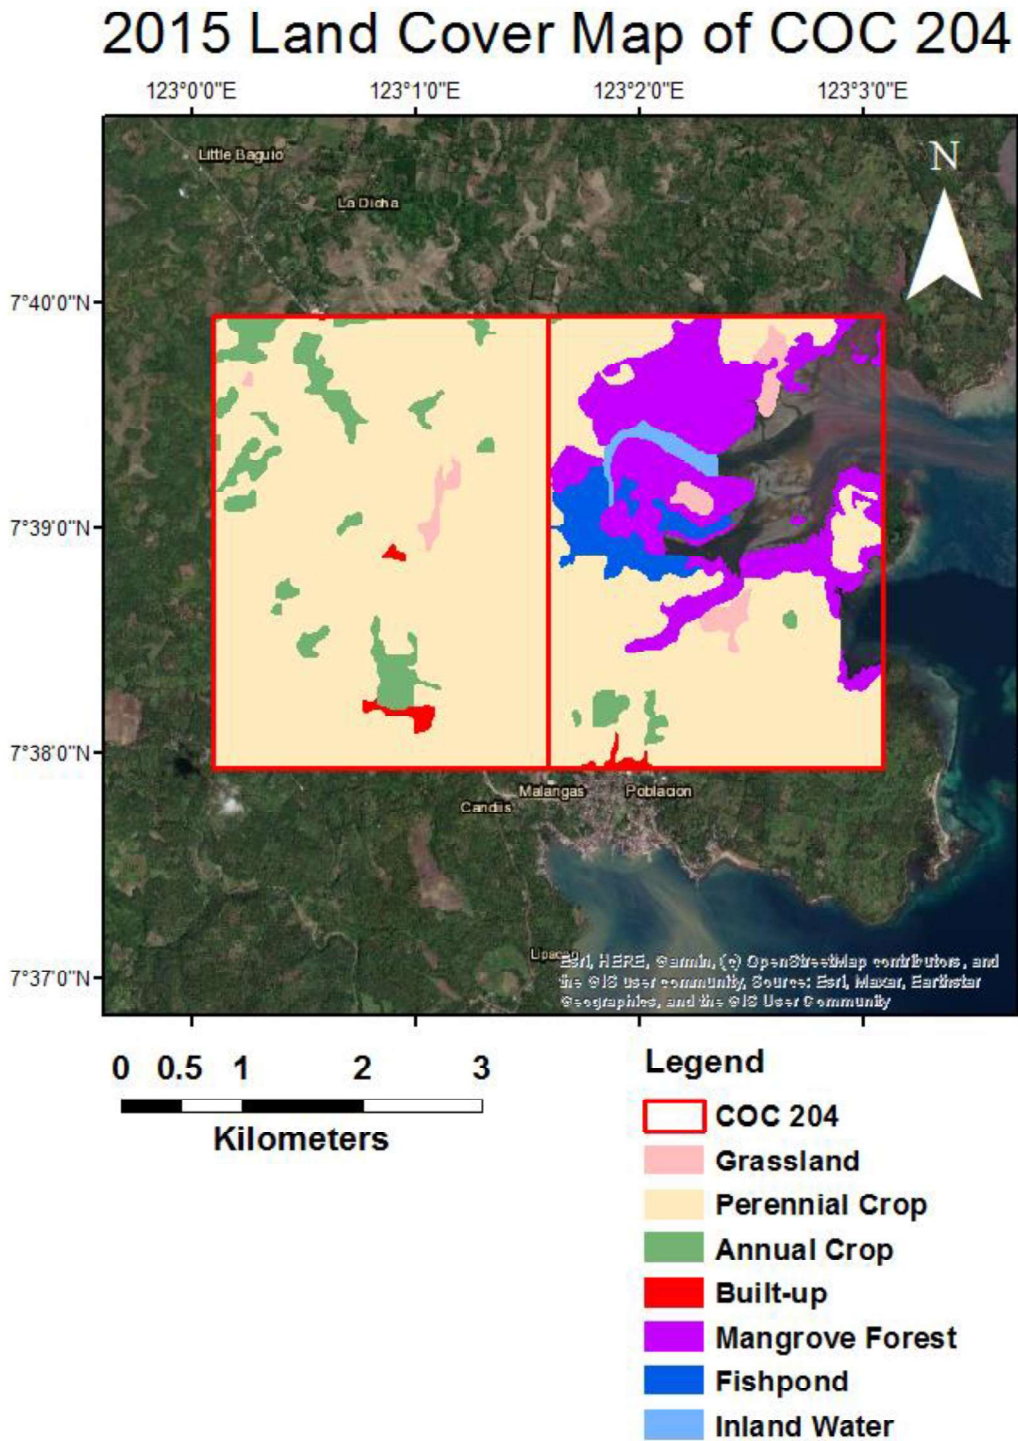 2015 Land Cover Map of COC 204
123°0'0"E 123°1'0"E 123°2'0"E 123°3'0"E
Little Baguio
N
La Dicha
7°40'0"N
7°39'0"N
7°38'0"N
Malangas Poblacion
Candiis
Lipacan
Esri, HERE, Garmin, (c) OpenStreetMap contributors, and
the GIS user community, Source: Esri, Maxar, Earthstar
Geographics, and the GIS User Community
7°37'0"N
0 0.5 1 2 3
Kilometers
Legend
COC 204
Grassland
Perennial Crop
Annual Crop
Built-up
Mangrove Forest
Fishpond
Inland Water